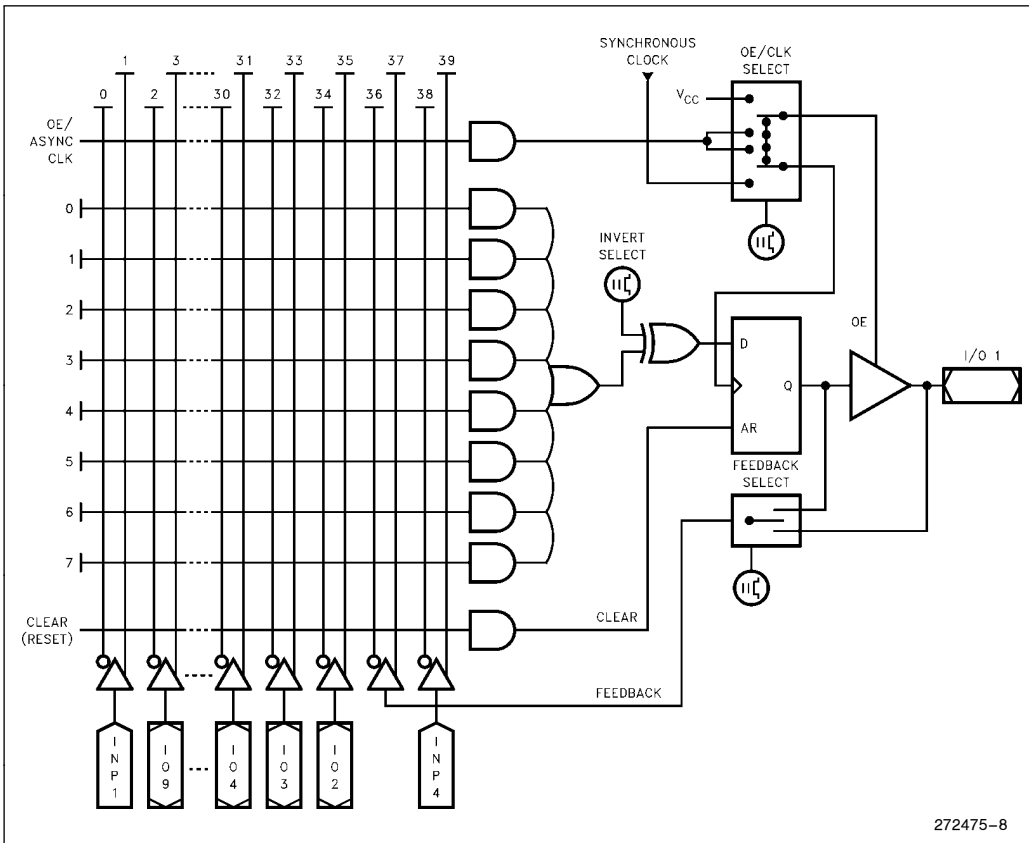 1 3 31 33 35 37 39
0 2 30 32 34 36 38
SYNCHRONOUS
CLOCK
OE/CLK
SELECT
VCC
OE/
ASYNC
CLK
0
1
2
3
4
5
6
7
INVERT
SELECT
D
Q
AR
OE
I/O 1
FEEDBACK
SELECT
CLEAR
(RESET)
CLEAR
FEEDBACK
INP1
IO9
IO4
IO3
IO2
INP4
272475-8